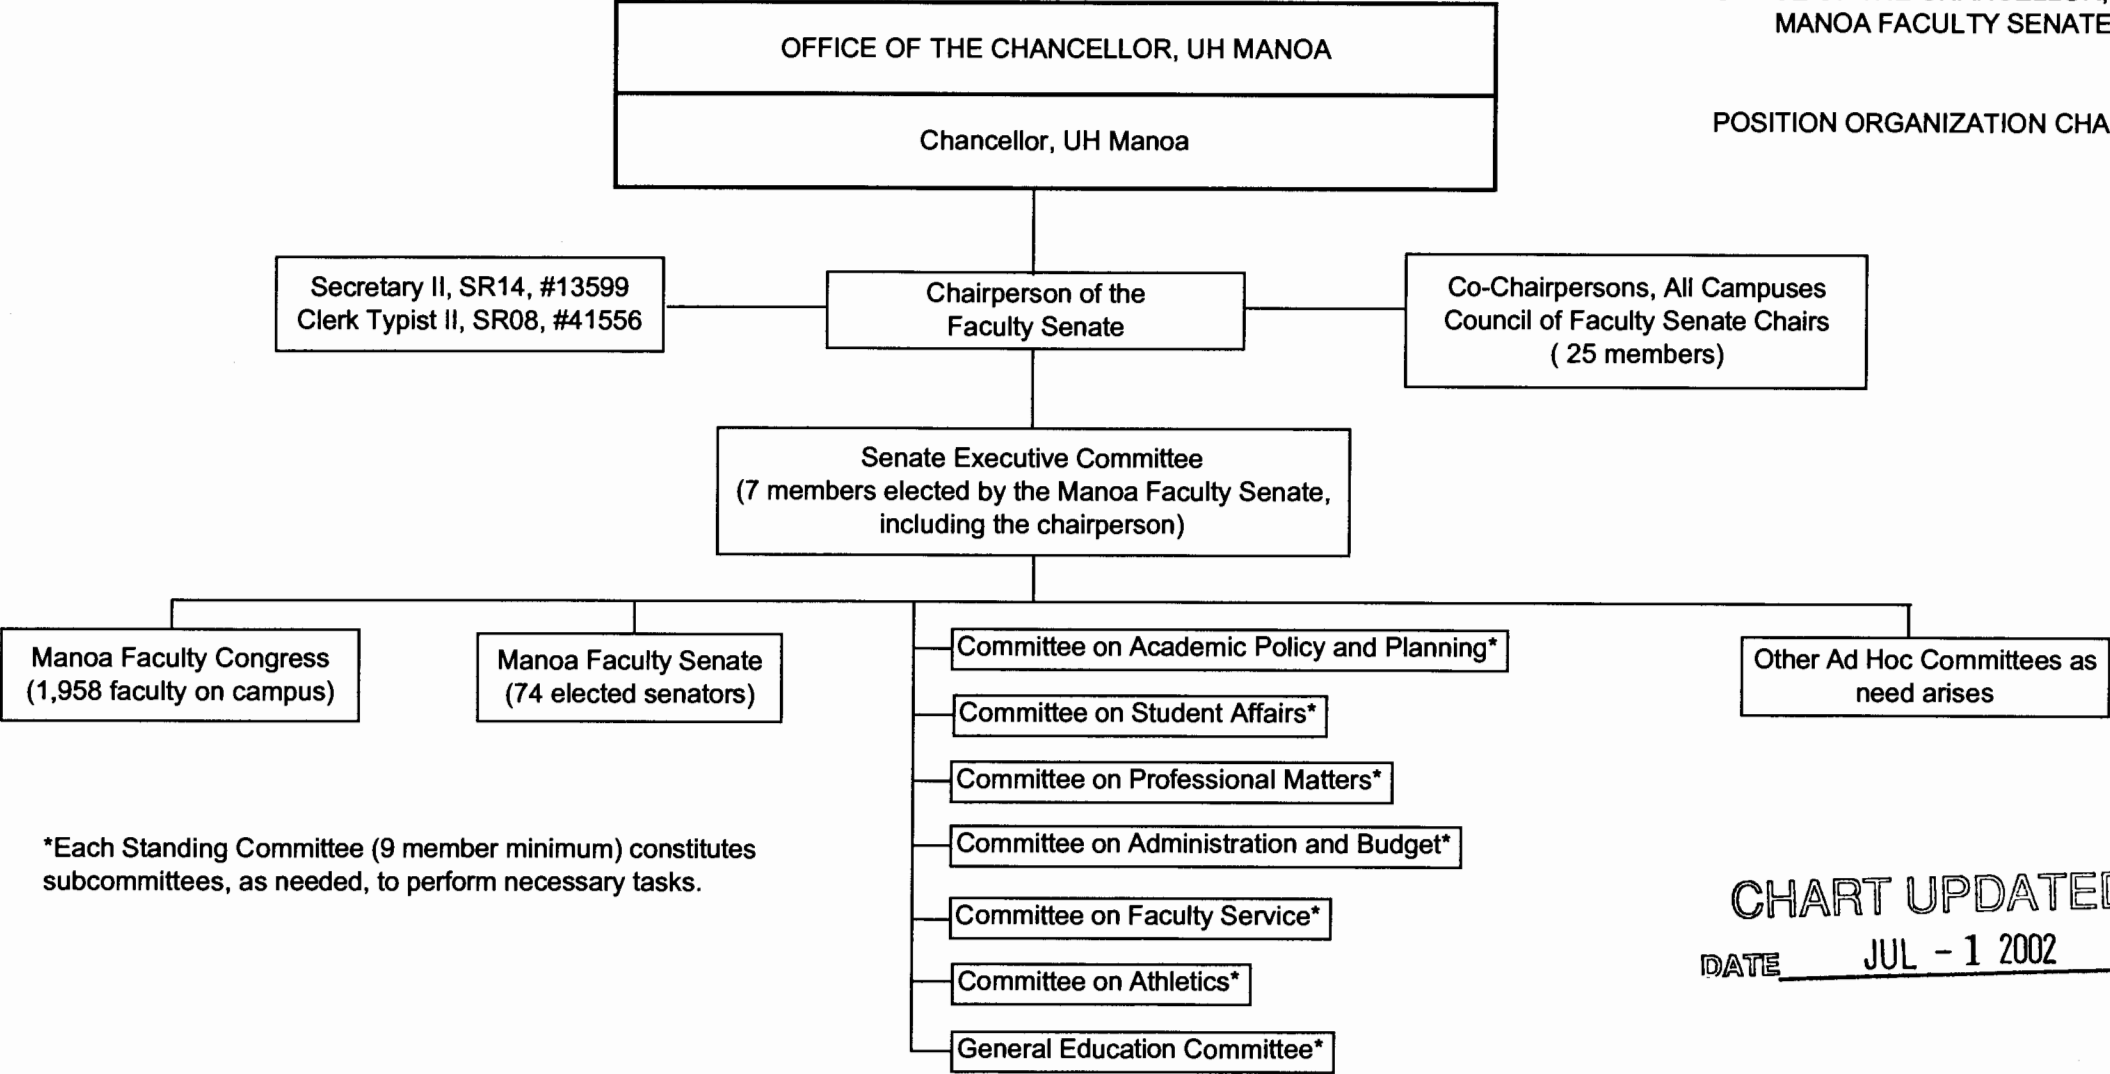 MANOA FACULTY SENATE
POSITION ORGANIZATION
OFFICE OF THE CHANCELLOR, UH MANOA
Chancellor, UH Manoa
Secretary II, SR14, #13599
Clerk Typist II, SR08, #41556
Chairperson of the
Faculty Senate
Co-Chairpersons, All Campuses
Council of Faculty Senate Chairs
( 25 members)
Senate Executive Committee
(7 members elected by the Manoa Faculty Senate,
including the chairperson)
Manoa Faculty Congress
(1,958 faculty on campus)
Manoa Faculty Senate
(74 elected senators)
Committee on Academic Policy and Planning*
Committee on Student Affairs*
Committee on Professional Matters*
Committee on Administration and Budget*
Committee on Faculty Service*
Committee on Athletics*
General Education Committee*
Other Ad Hoc Committees as
need arises
*Each Standing Committee (9 member minimum) constitutes
subcommittees, as needed, to perform necessary tasks.
CHART UPDATED
DATE JUL - 1 2002